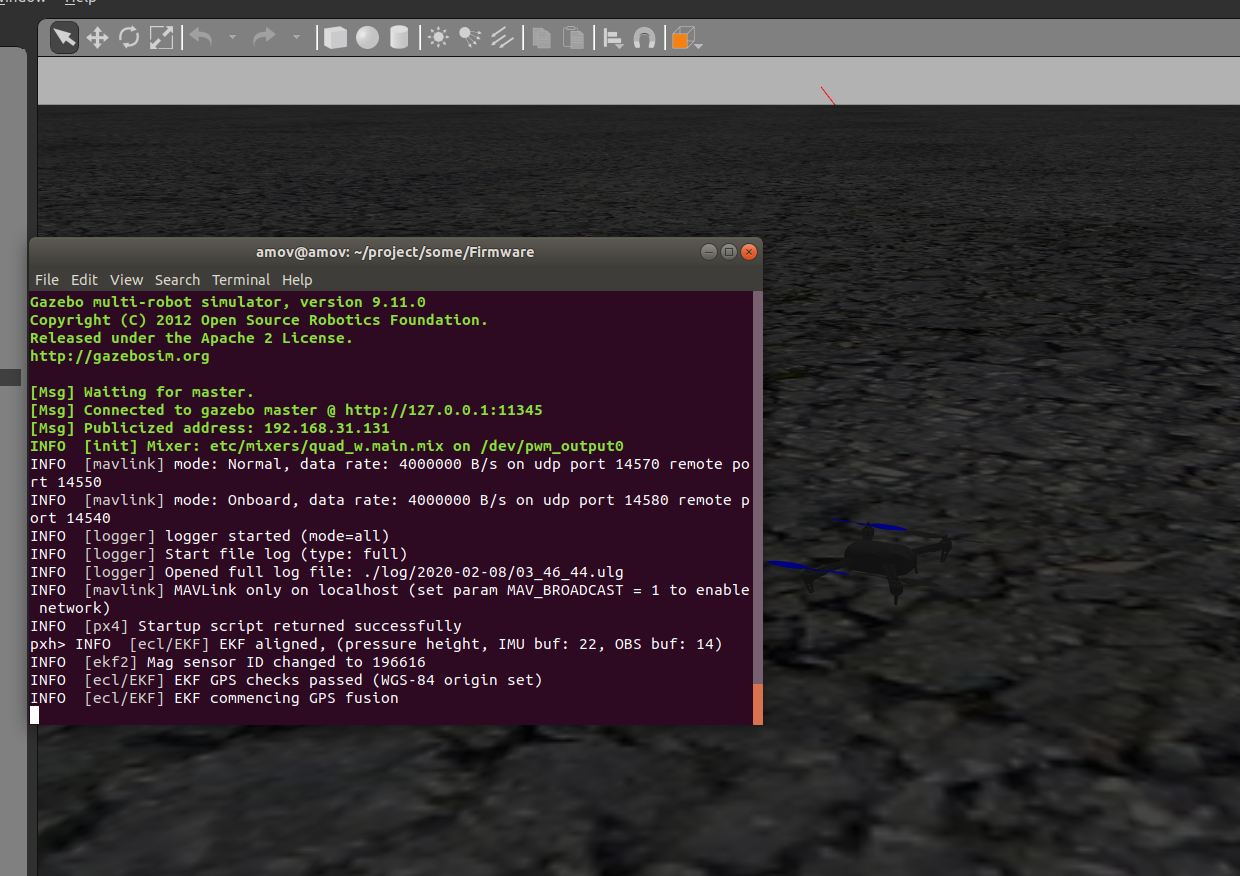 Help
amov@amov: ~/project/some/Firmware
File Edit View Search Terminal Help
Gazebo multi-robot simulator, version 9.11.0
Copyright (C) 2012 Open Source Robotics Foundation.
Released under the Apache 2 License.
http://gazebosim.org
[Msg] Waiting for master.
[Msg] Connected to gazebo master @ http://127.0.0.1:11345
[Msg] Publicized address: 192.168.31.131
INFO  [init] Mixer: etc/mixers/quad_w.main.mix on /dev/pwm_output0
INFO  [mavlink] mode: Normal, data rate: 4000000 B/s on udp port 14570 remote po
rt 14550
INFO  [mavlink] mode: Onboard, data rate: 4000000 B/s on udp port 14580 remote p
ort 14540
INFO  [logger] logger started (mode=all)
INFO  [logger] Start file log (type: full)
INFO  [logger] Opened full log file: ./log/2020-02-08/03_46_44.ulg
INFO  [mavlink] MAVLink only on localhost (set param MAV_BROADCAST = 1 to enable
 network)
INFO  [px4] Startup script returned successfully
pxh> INFO  [ecl/EKF] EKF aligned, (pressure height, IMU buf: 22, OBS buf: 14)
INFO  [ekf2] Mag sensor ID changed to 196616
INFO  [ecl/EKF] EKF GPS checks passed (WGS-84 origin set)
INFO  [ecl/EKF] EKF commencing GPS fusion